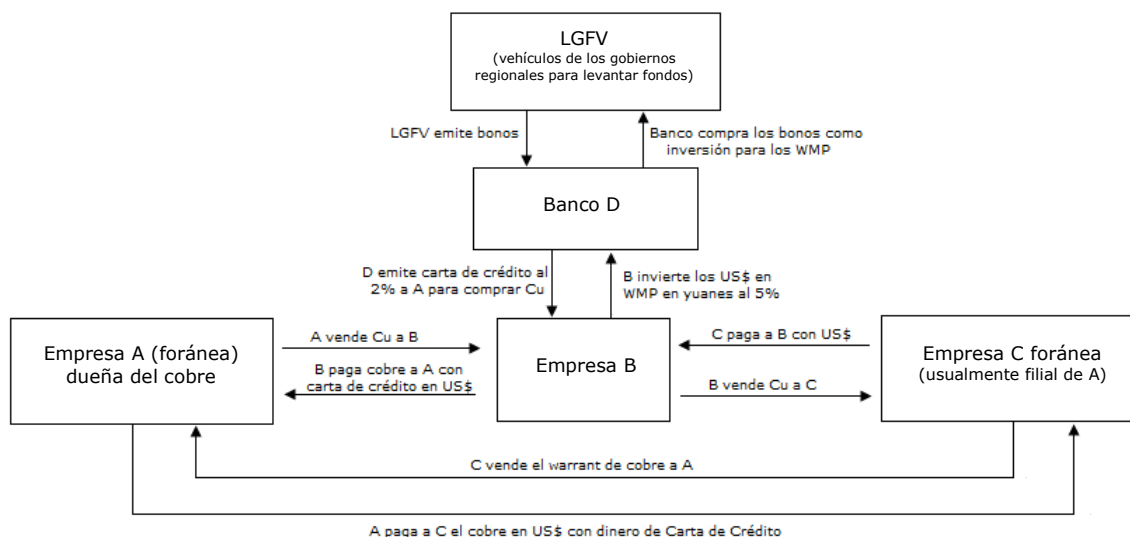 LGFV
(vehículos de los gobiernos
regionales para levantar fondos)
LGFV emite bonos
Banco compra los bonos como
inversión para los WMP
Banco D
D emite carta de crédito al
2% a A para comprar Cu
B invierte los US$ en
WMP en yuanes al 5%
Empresa A (foránea)
dueña del cobre
A vende Cu a B
B paga cobre a A con
carta de crédito en US$
Empresa B
C paga a B con US$
B vende Cu a C
Empresa C foránea
(usualmente filial de A)
C vende el warrant de cobre a A
A paga a C el cobre en US$ con dinero de Carta de Crédito